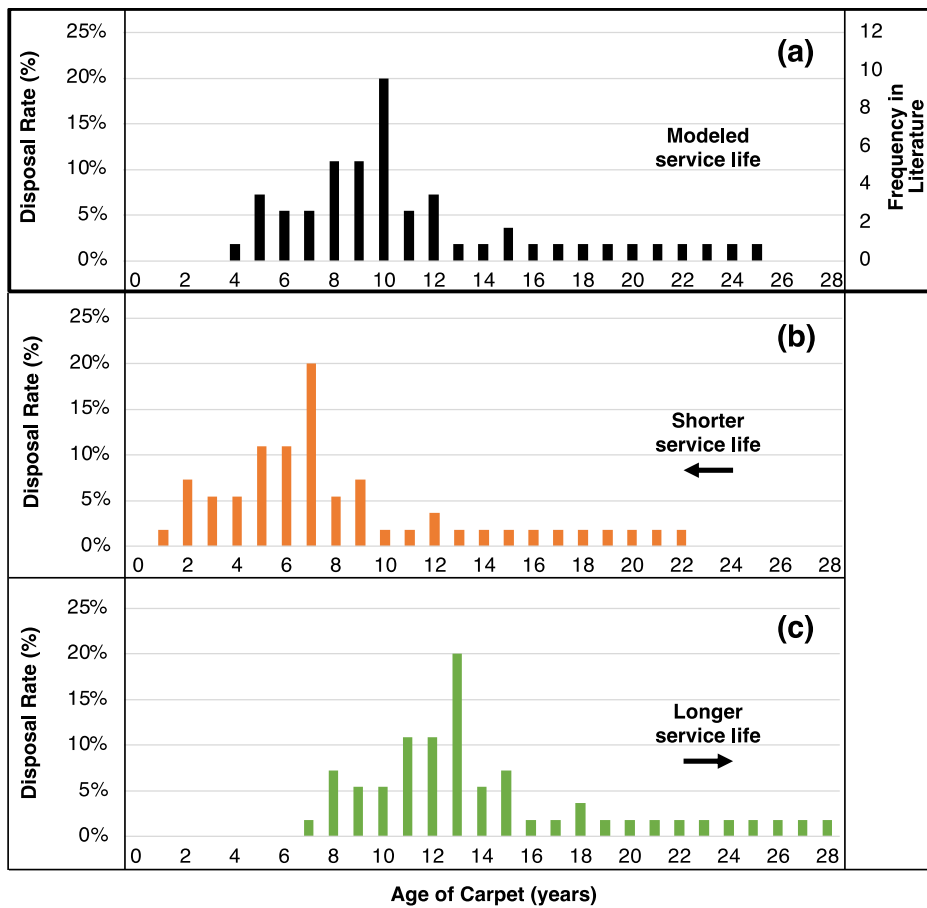 (a)
Disposal Rate (%)
25%
20%
15%
10%
5%
0%
Modeled
service life
12
10
8
6
4
2
0
Frequency in
Literature
0 2 4 6 8 10 12 14 16 18 20 22 24 26 28
(b)
Disposal Rate (%)
25%
20%
15%
10%
5%
0%
Shorter
service life
0 2 4 6 8 10 12 14 16 18 20 22 24 26 28
(c)
Disposal Rate (%)
25%
20%
15%
10%
5%
0%
Longer
service life
0 2 4 6 8 10 12 14 16 18 20 22 24 26 28
Age of Carpet (years)